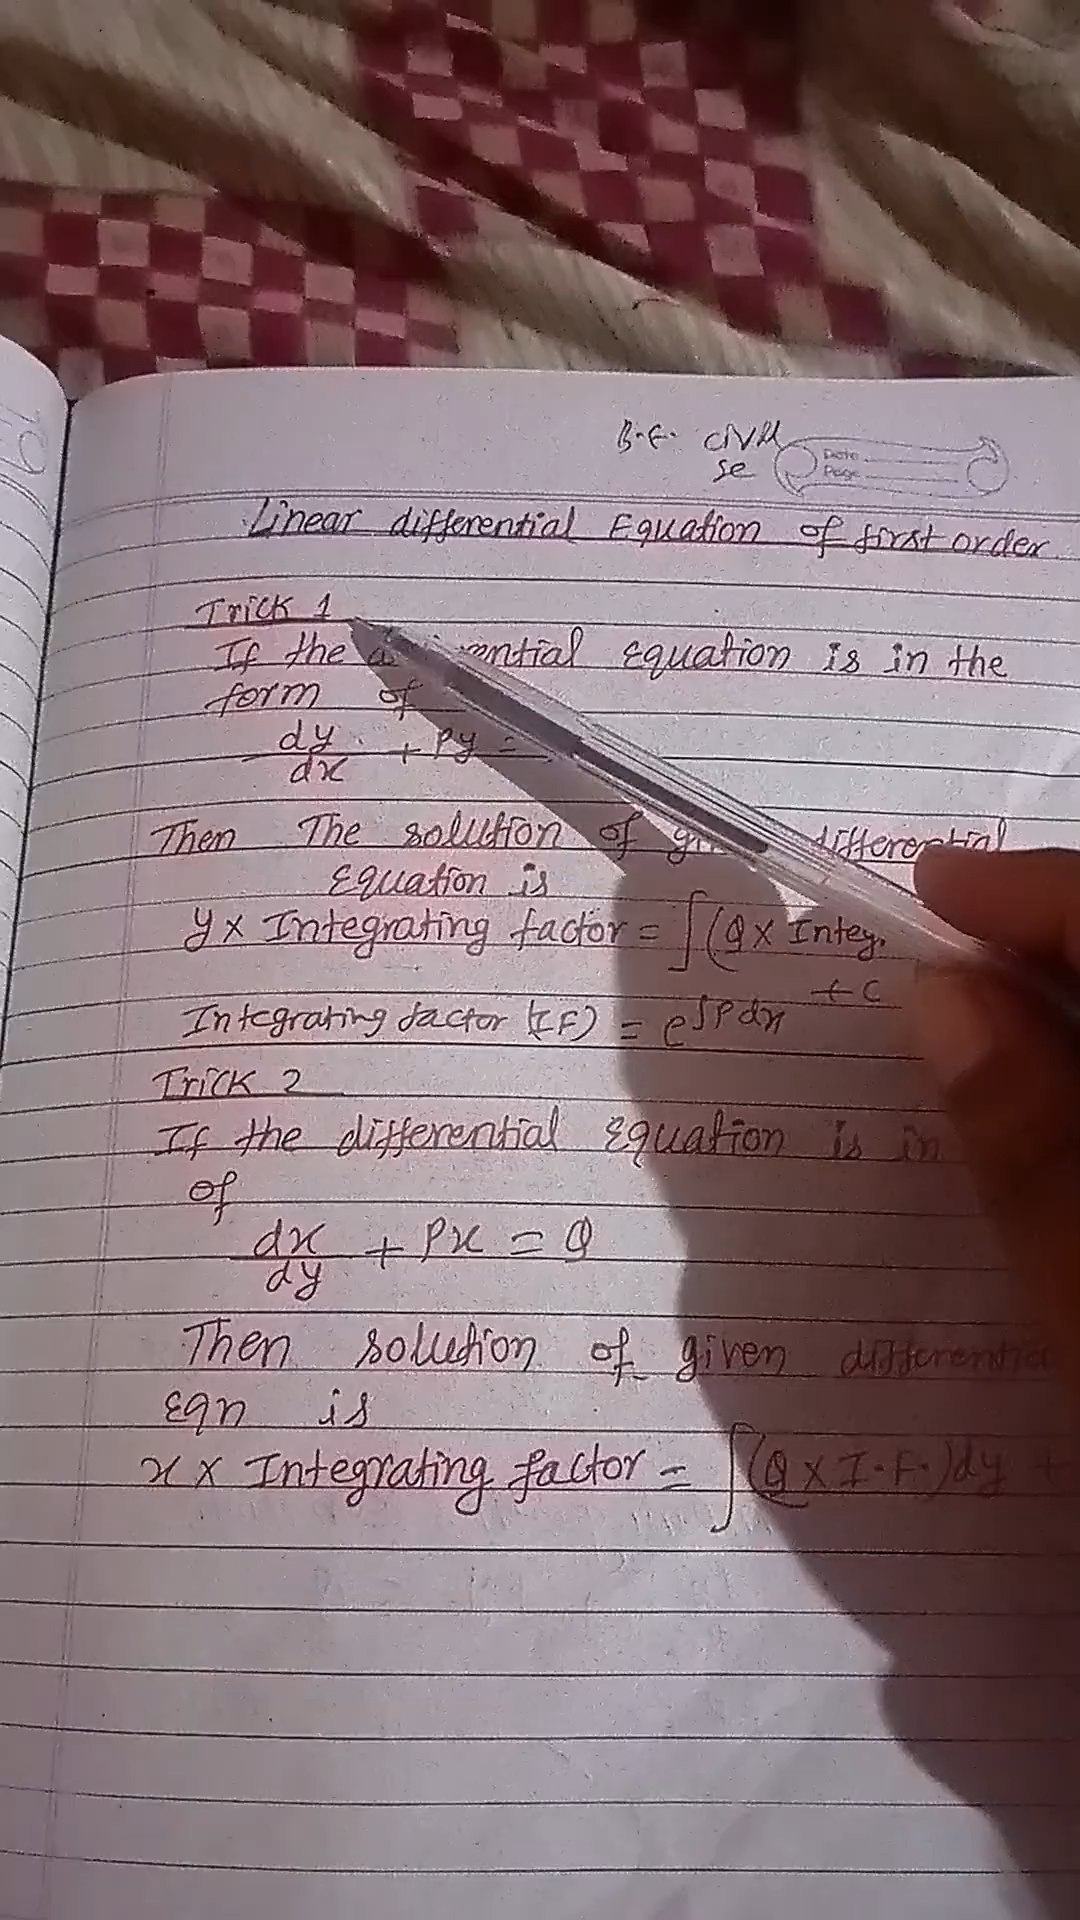 B.E. civil
se
Date
Page
Linear differential Equation of first order
Trick 1
If the equation is in the
form of
dy/dx + Py =
Then The solution of differential
Equation is
y x Integrating factor = ∫(Q x Integ.
+ c
Integrating factor (IF) = e^∫Pdx
Trick 2
If the differential Equation is in
of
dx/dy + Px = Q
Then solution of given differential
Eqn is
x x Integrating factor = ∫(Q x I.F.)dy +